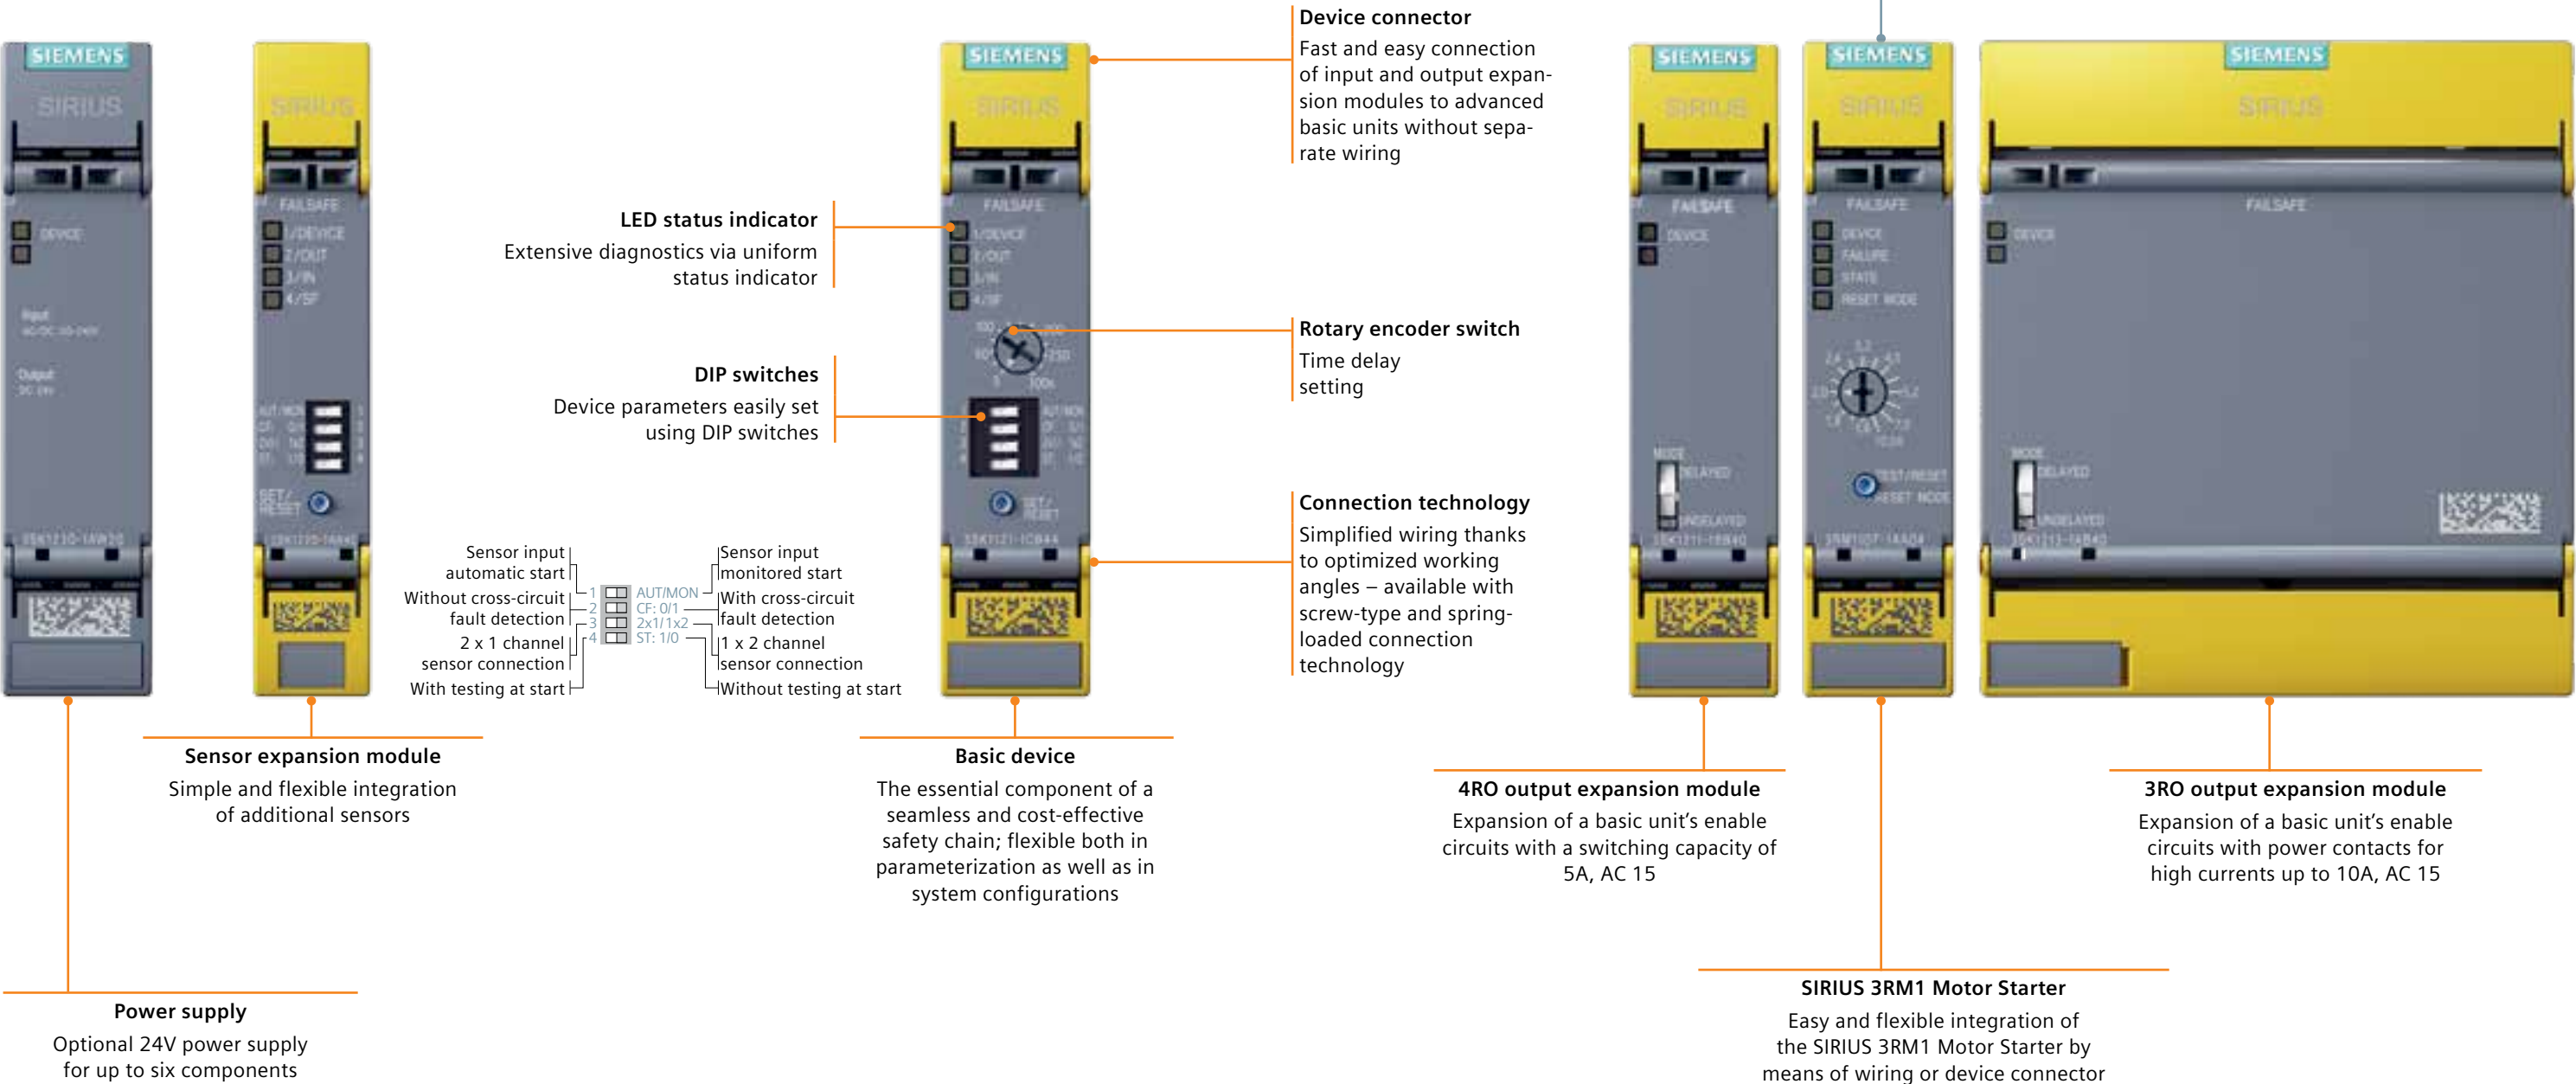 SIEMENS
SIRIUS
DEVICE
Input
Output
Power supply
Optional 24V power supply
for up to six components
SIRIUS
FAILSAFE
1/DEVICE
2/OUT
3/IN
4/SF
AUT/MON
SET/
RESET
Sensor expansion module
Simple and flexible integration
of additional sensors
LED status indicator
Extensive diagnostics via uniform
status indicator
DIP switches
Device parameters easily set
using DIP switches
Sensor input
automatic start
Without cross-circuit
fault detection
2 x 1 channel
sensor connection
With testing at start
1 AUT/MON
2 CF: 0/1
3 2x1/1x2
4 ST: 1/0
Sensor input
monitored start
With cross-circuit
fault detection
1 x 2 channel
sensor connection
Without testing at start
SIEMENS
SIRIUS
FAILSAFE
1/DEVICE
2/OUT
3/IN
4/SF
AUT/MON
SET/
RESET
Basic device
The essential component of a
seamless and cost-effective
safety chain; flexible both in
parameterization as well as in
system configurations
Device connector
Fast and easy connection
of input and output expan-
sion modules to advanced
basic units without sepa-
rate wiring
Rotary encoder switch
Time delay
setting
Connection technology
Simplified wiring thanks
to optimized working
angles – available with
screw-type and spring-
loaded connection
technology
SIEMENS
SIRIUS
FAILSAFE
DEVICE
MODE
DELAYED
UNDELAYED
4RO output expansion module
Expansion of a basic unit’s enable
circuits with a switching capacity of
5A, AC 15
SIEMENS
SIRIUS
FAILSAFE
DEVICE
FAILURE
STATE
RESET MODE
TEST/RESET
RESET MODE
SIRIUS 3RM1 Motor Starter
Easy and flexible integration of
the SIRIUS 3RM1 Motor Starter by
means of wiring or device connector
SIEMENS
SIRIUS
FAILSAFE
DEVICE
MODE
DELAYED
UNDELAYED
3RO output expansion module
Expansion of a basic unit’s enable
circuits with power contacts for
high currents up to 10A, AC 15